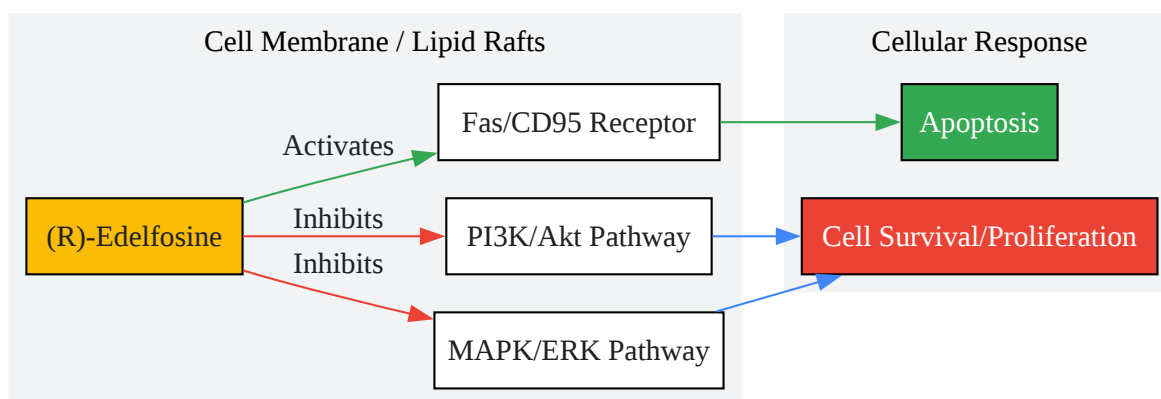 Cell Membrane / Lipid Rafts
Cellular Response
Fas/CD95 Receptor
Apoptosis
Activates
(R)-Edelfosine
Inhibits
PI3K/Akt Pathway
Cell Survival/Proliferation
Inhibits
MAPK/ERK Pathway